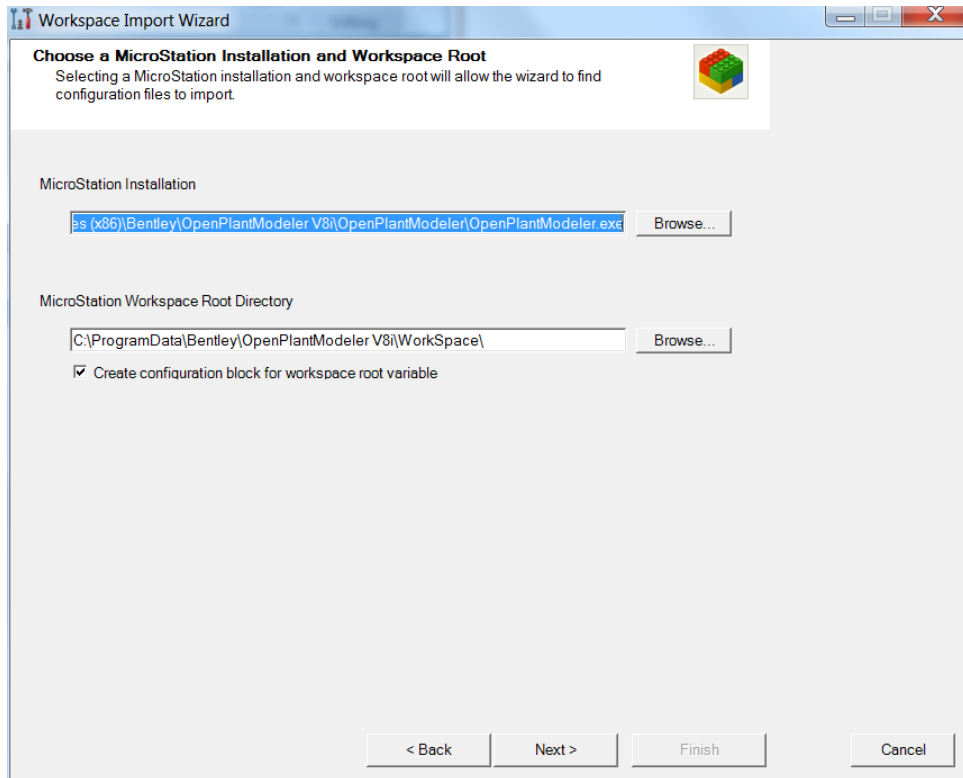 Workspace Import Wizard
Choose a MicroStation Installation and Workspace Root
Selecting a MicroStation installation and workspace root will allow the wizard to find
configuration files to import.
MicroStation Installation
es (x86)\Bentley\OpenPlantModeler V8i\OpenPlantModeler\OpenPlantModeler.exe
Browse...
MicroStation Workspace Root Directory
C:\ProgramData\Bentley\OpenPlantModeler V8i\WorkSpace\
Browse...
Create configuration block for workspace root variable
< Back
Next >
Finish
Cancel